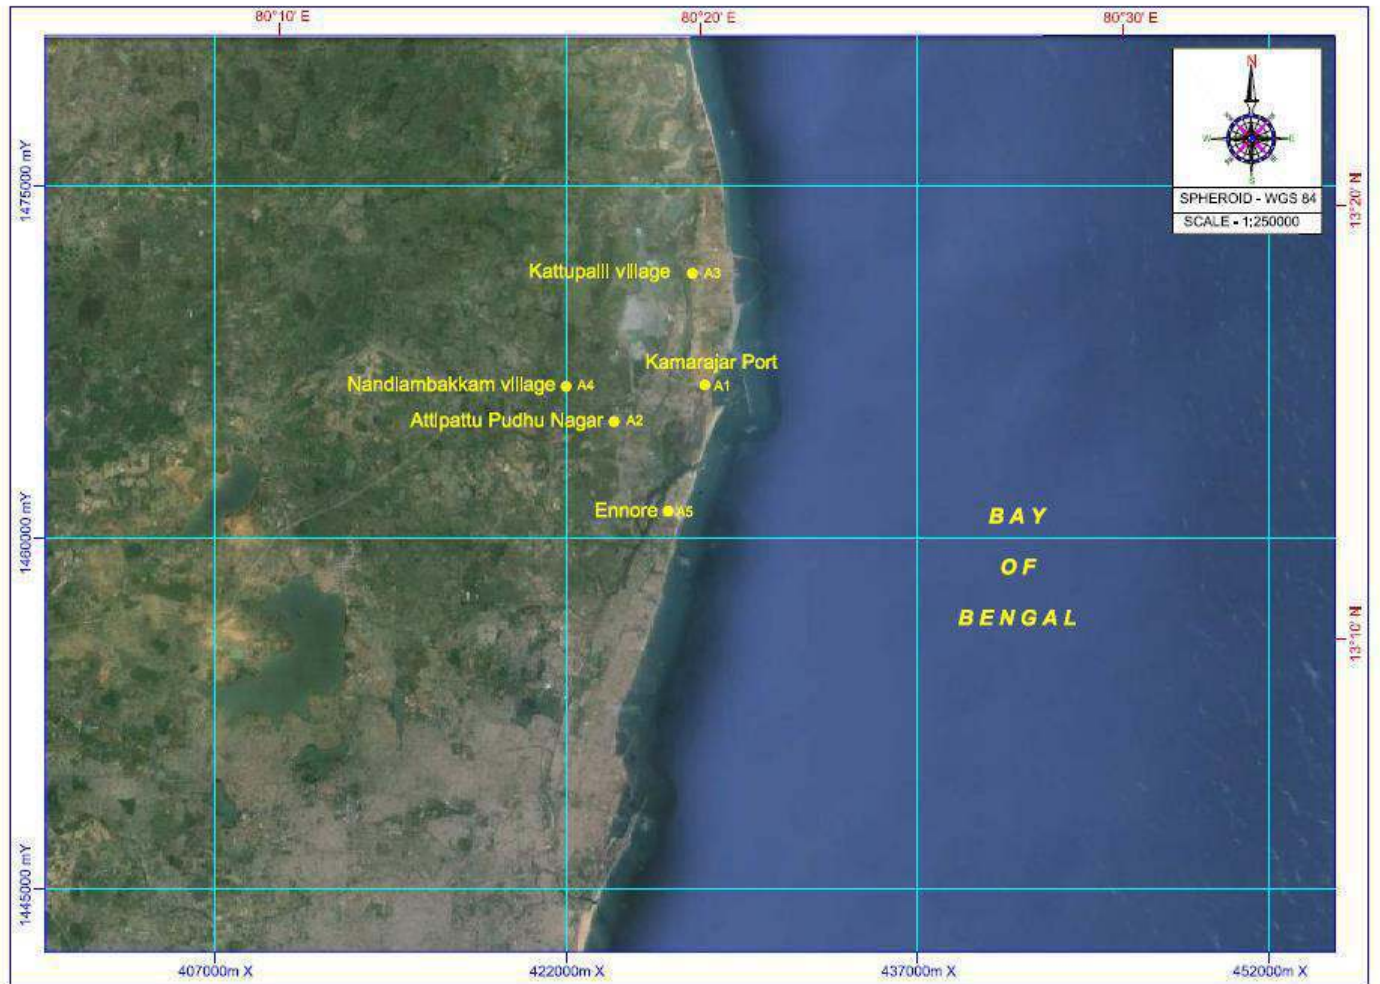 80°10' E
80°20' E
80°30' E
N
W
E
S
SPHEROID - WGS 84
SCALE - 1:250000
1475000 mY
13°20' N
Kattupalli village
A3
Kamarajar Port
A1
Nandiambakkam village
A4
Attipattu Pudhu Nagar
A2
Ennore
A5
1460000 mY
BAY
OF
BENGAL
13°10' N
1445000 mY
407000m X
422000m X
437000m X
452000m X